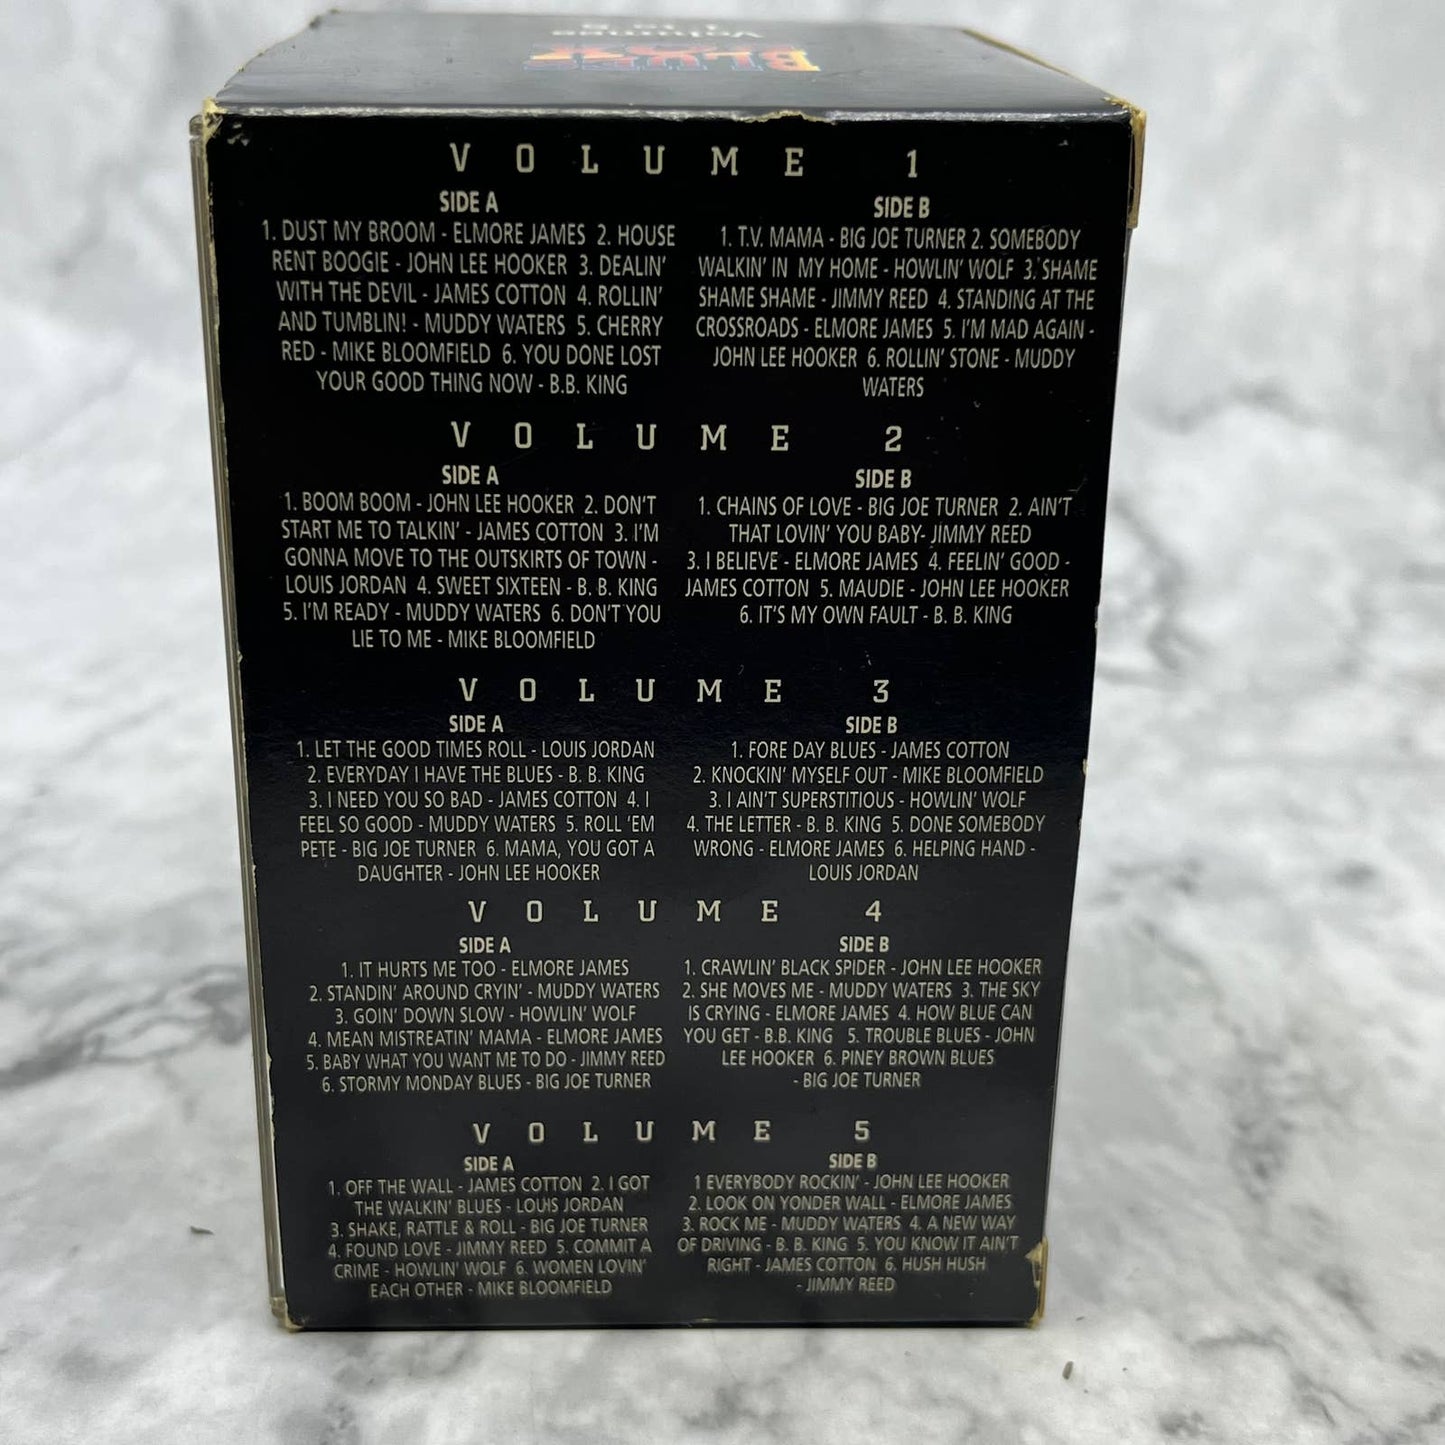 BLUES
BOX
Volumes
1 thr 5
VOLUME 1
SIDE A
1. DUST MY BROOM - ELMORE JAMES 2. HOUSE
RENT BOOGIE - JOHN LEE HOOKER 3. DEALIN'
WITH THE DEVIL - JAMES COTTON 4. ROLLIN'
AND TUMBLIN! - MUDDY WATERS 5. CHERRY
RED - MIKE BLOOMFIELD 6. YOU DONE LOST
YOUR GOOD THING NOW - B.B. KING
SIDE B
1. T.V. MAMA - BIG JOE TURNER 2. SOMEBODY
WALKIN' IN MY HOME - HOWLIN' WOLF 3. SHAME
SHAME SHAME - JIMMY REED 4. STANDING AT THE
CROSSROADS - ELMORE JAMES 5. I'M MAD AGAIN -
JOHN LEE HOOKER 6. ROLLIN' STONE - MUDDY
WATERS
VOLUME 2
SIDE A
1. BOOM BOOM - JOHN LEE HOOKER 2. DON'T
START ME TO TALKIN' - JAMES COTTON 3. I'M
GONNA MOVE TO THE OUTSKIRTS OF TOWN -
LOUIS JORDAN 4. SWEET SIXTEEN - B. B. KING
5. I'M READY - MUDDY WATERS 6. DON'T YOU
LIE TO ME - MIKE BLOOMFIELD
SIDE B
1. CHAINS OF LOVE - BIG JOE TURNER 2. AIN'T
THAT LOVIN' YOU BABY- JIMMY REED
3. I BELIEVE - ELMORE JAMES 4. FEELIN' GOOD -
JAMES COTTON 5. MAUDIE - JOHN LEE HOOKER
6. IT'S MY OWN FAULT - B. B. KING
VOLUME 3
SIDE A
1. LET THE GOOD TIMES ROLL - LOUIS JORDAN
2. EVERYDAY I HAVE THE BLUES - B. B. KING
3. I NEED YOU SO BAD - JAMES COTTON 4. I
FEEL SO GOOD - MUDDY WATERS 5. ROLL 'EM
PETE - BIG JOE TURNER 6. MAMA, YOU GOT A
DAUGHTER - JOHN LEE HOOKER
SIDE B
1. FORE DAY BLUES - JAMES COTTON
2. KNOCKIN' MYSELF OUT - MIKE BLOOMFIELD
3. I AIN'T SUPERSTITIOUS - HOWLIN' WOLF
4. THE LETTER - B. B. KING 5. DONE SOMEBODY
WRONG - ELMORE JAMES 6. HELPING HAND -
LOUIS JORDAN
VOLUME 4
SIDE A
1. IT HURTS ME TOO - ELMORE JAMES
2. STANDIN' AROUND CRYIN' - MUDDY WATERS
3. GOIN' DOWN SLOW - HOWLIN' WOLF
4. MEAN MISTREATIN' MAMA - ELMORE JAMES
5. BABY WHAT YOU WANT ME TO DO - JIMMY REED
6. STORMY MONDAY BLUES - BIG JOE TURNER
SIDE B
1. CRAWLIN' BLACK SPIDER - JOHN LEE HOOKER
2. SHE MOVES ME - MUDDY WATERS 3. THE SKY
IS CRYING - ELMORE JAMES 4. HOW BLUE CAN
YOU GET - B.B. KING 5. TROUBLE BLUES - JOHN
LEE HOOKER 6. PINEY BROWN BLUES
- BIG JOE TURNER
VOLUME 5
SIDE A
1. OFF THE WALL - JAMES COTTON 2. I GOT
THE WALKIN' BLUES - LOUIS JORDAN
3. SHAKE, RATTLE & ROLL - BIG JOE TURNER
4. FOUND LOVE - JIMMY REED 5. COMMIT A
CRIME - HOWLIN' WOLF 6. WOMEN LOVIN'
EACH OTHER - MIKE BLOOMFIELD
SIDE B
1 EVERYBODY ROCKIN' - JOHN LEE HOOKER
2. LOOK ON YONDER WALL - ELMORE JAMES
3. ROCK ME - MUDDY WATERS 4. A NEW WAY
OF DRIVING - B. B. KING 5. YOU KNOW IT AIN'T
RIGHT - JAMES COTTON 6. HUSH HUSH
- JIMMY REED